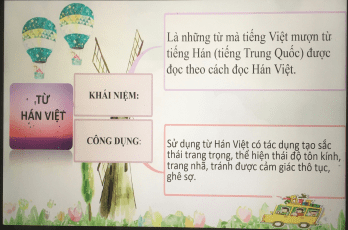 Là những từ mà tiếng Việt mượn từ
tiếng Hán (tiếng Trung Quốc) được
đọc theo cách đọc Hán Việt.
TỪ
HÁN VIỆT
KHÁI NIỆM:
CÔNG DỤNG:
Sử dụng từ Hán Việt có tác dụng tạo sắc
thái trang trọng, thể hiện thái độ tôn kính,
trang nhã, tránh được cảm giác thô tục,
ghê sợ.